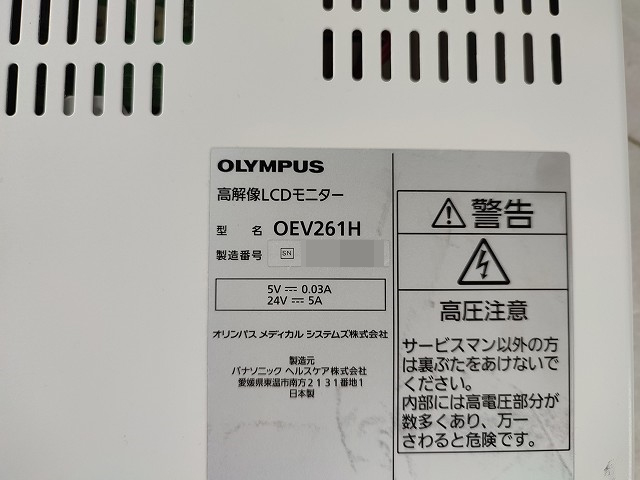 OLYMPUS
高解像LCDモニター
型 名 OEV261H
製造番号 SN
5V ⎓ 0.03A
24V ⎓ 5A
オリンパス メディカル システムズ株式会社
製造元
パナソニック ヘルスケア株式会社
愛媛県東温市南方2131番地1
日本製
警告
高圧注意
サービスマン以外の方
は裏ぶたをあけないで
ください。
内部には高電圧部分が
数多くあり、万一
さわると危険です。